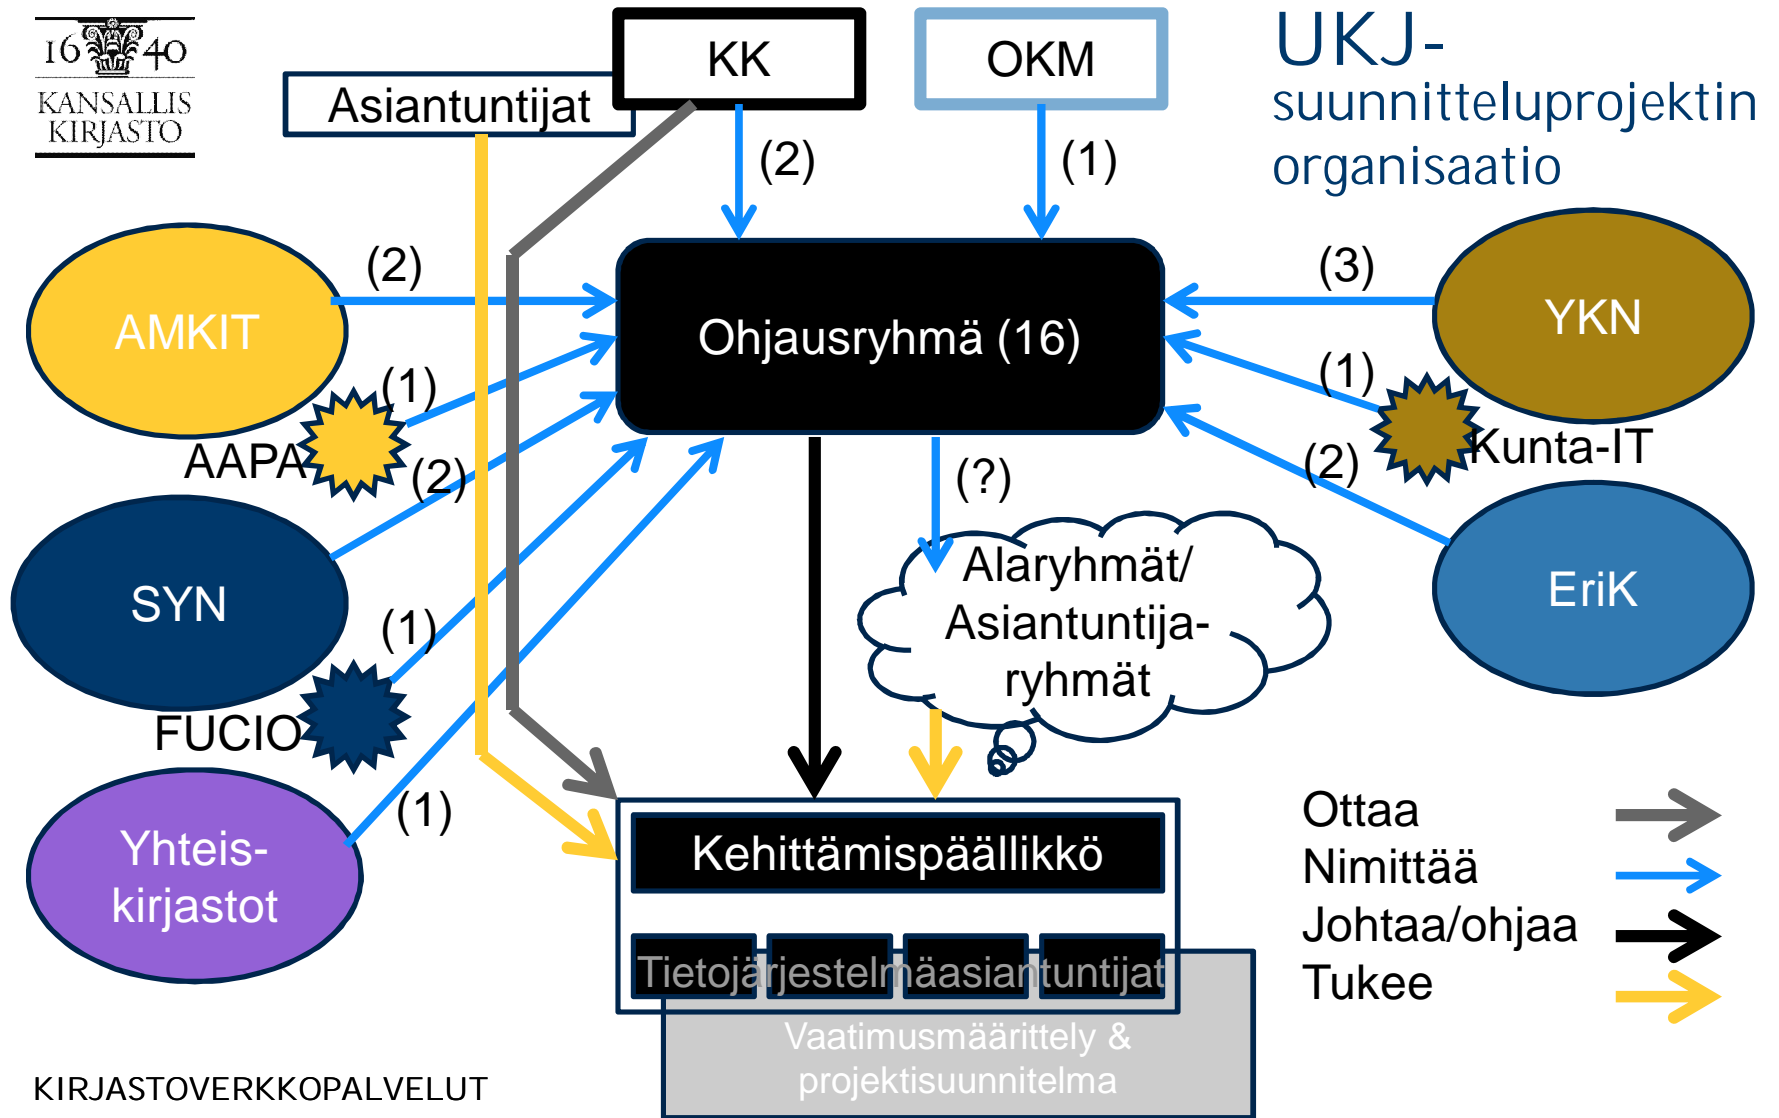 1640
KANSALLIS
KIRJASTO
KK
OKM
UKJ-
suunnitteluprojektin
organisaatio
Asiantuntijat
(2)
(1)
(2)
(3)
AMKIT
Ohjausryhmä (16)
YKN
(1)
(1)
AAPA
(2)
(?)
(2)
Kunta-IT
SYN
(1)
Alaryhmät/
Asiantuntija-
ryhmät
EriK
FUCIO
(1)
Yhteis-
kirjastot
Kehittämispäällikkö
Tietojärjestelmäasiantuntijat
Vaatimusmäärittely &
projektisuunnitelma
Ottaa
Nimittää
Johtaa/ohjaa
Tukee
KIRJASTOVERKKOPALVELUT